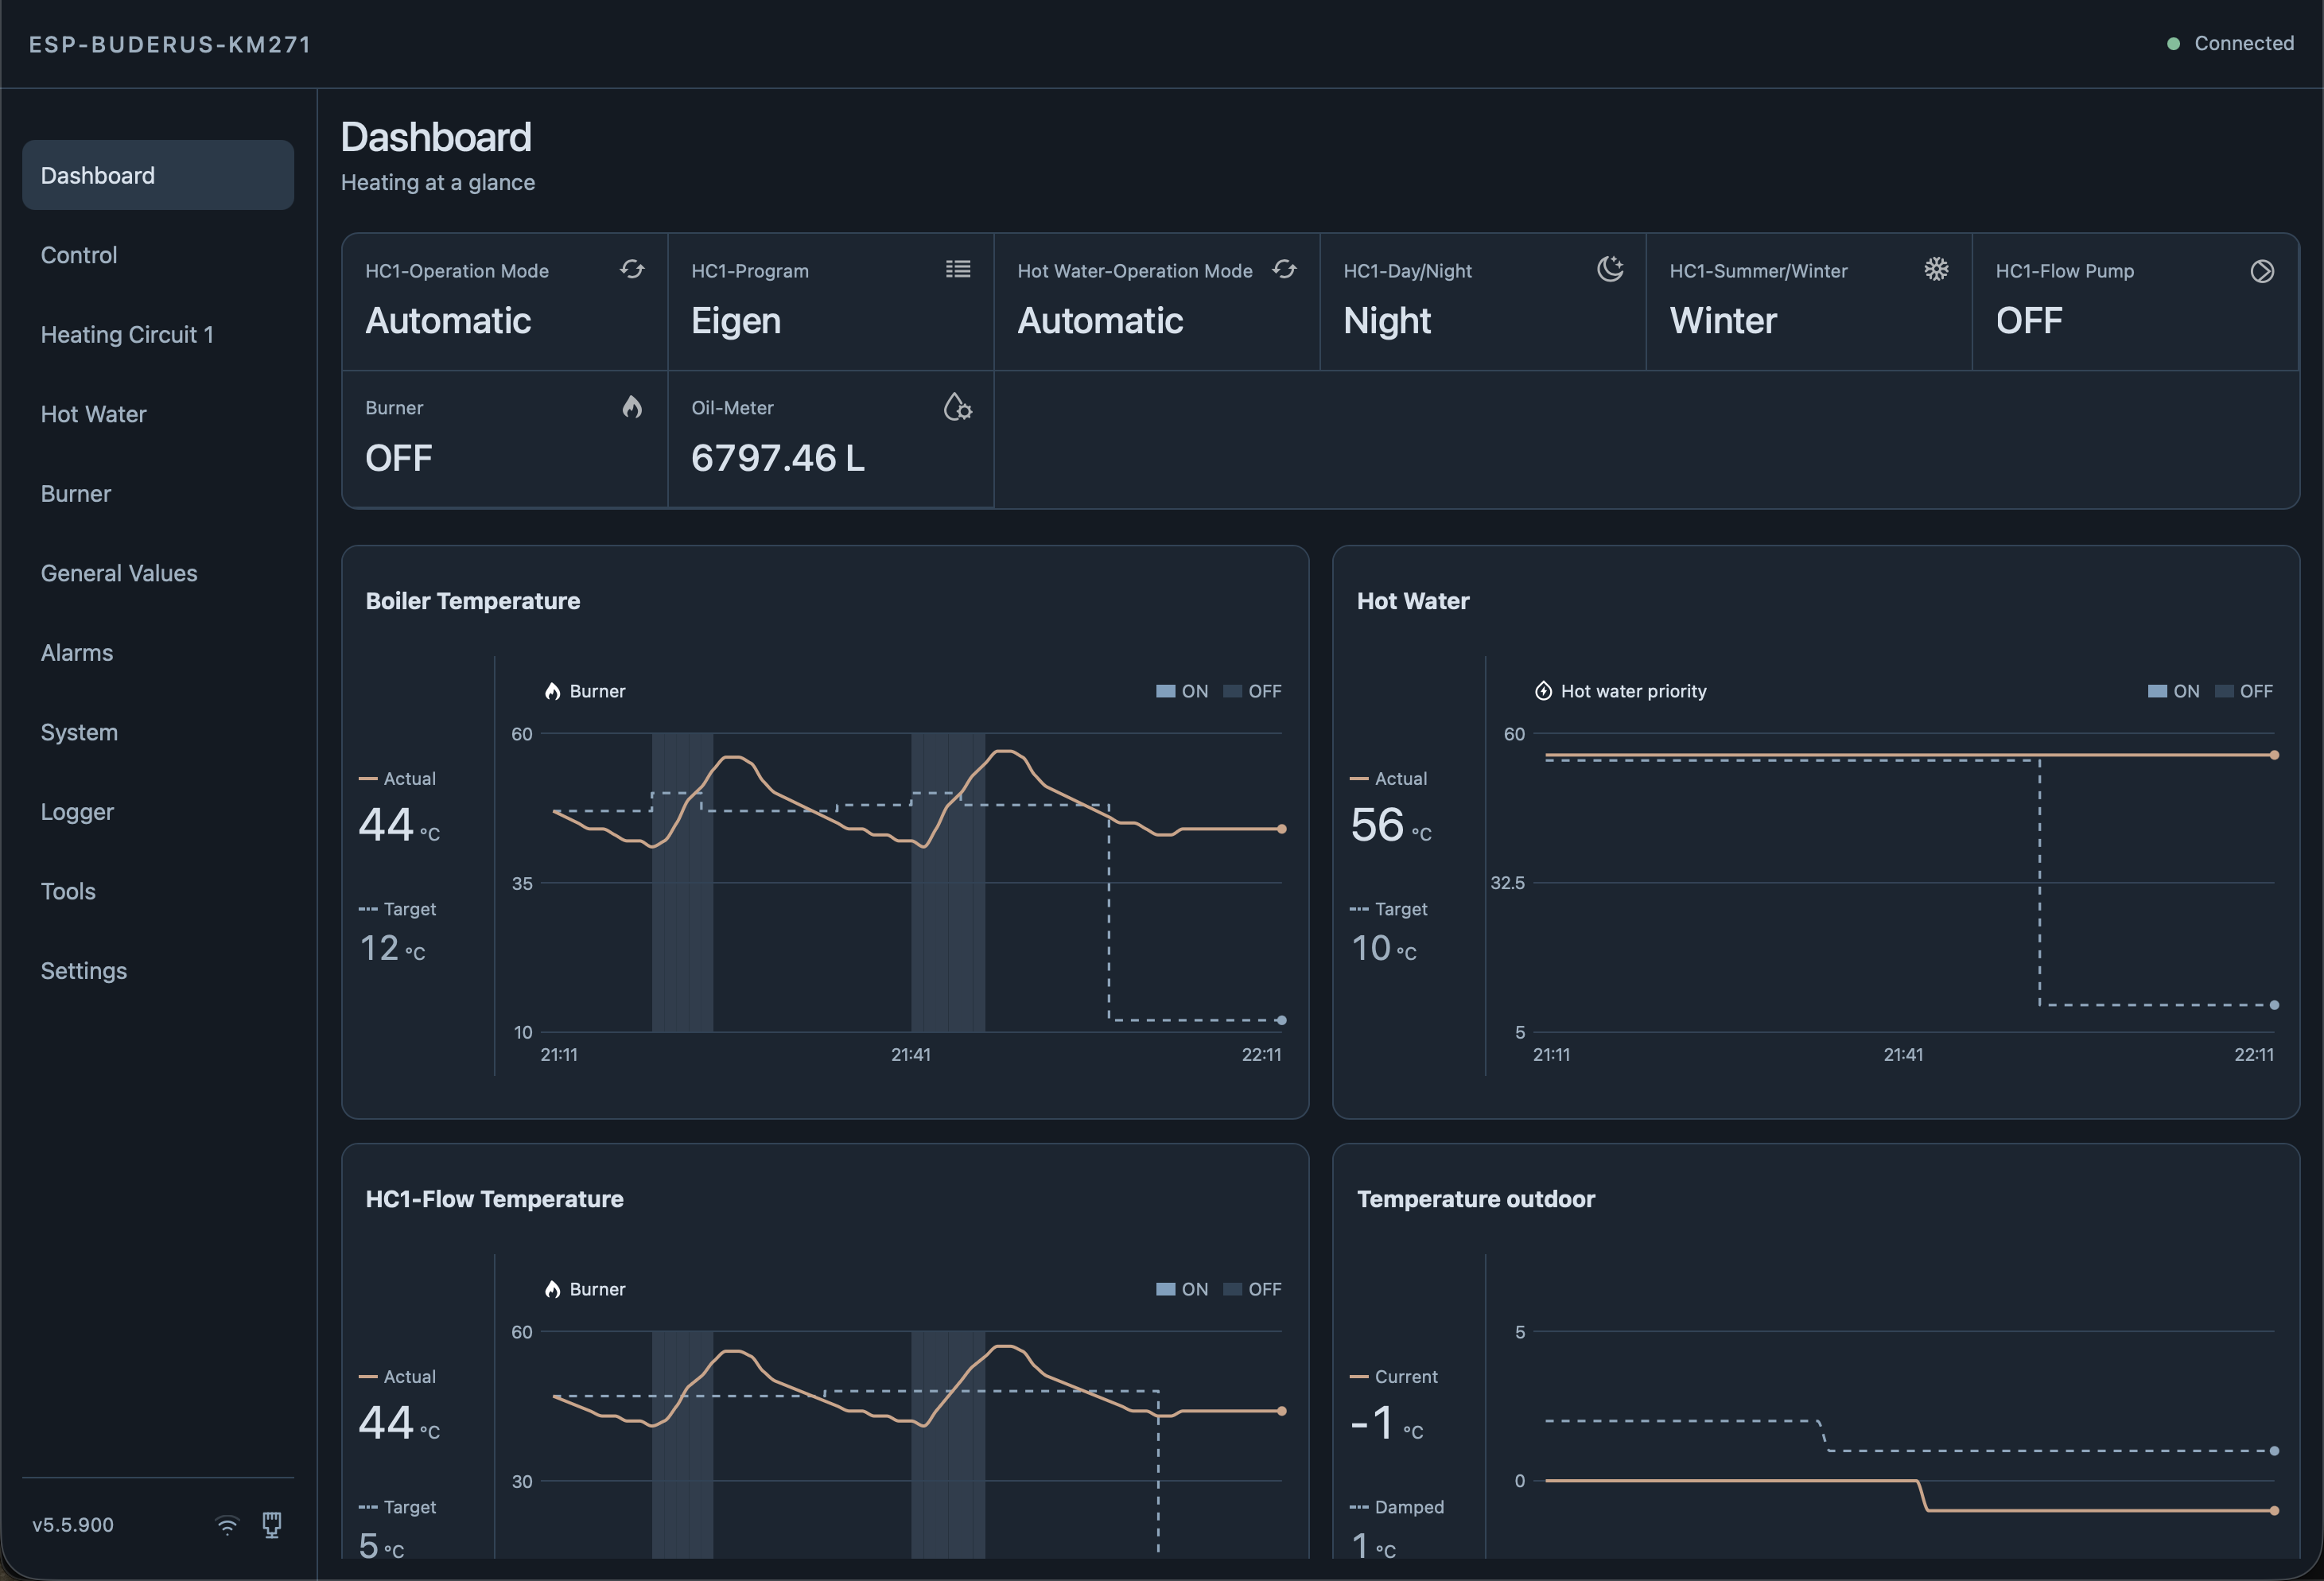 ESP-BUDERUS-KM271
Connected
Dashboard
Control
Heating Circuit 1
Hot Water
Burner
General Values
Alarms
System
Logger
Tools
Settings
v5.5.900
Dashboard
Heating at a glance
HC1-Operation Mode
Automatic
HC1-Program
Eigen
Hot Water-Operation Mode
Automatic
HC1-Day/Night
Night
HC1-Summer/Winter
Winter
HC1-Flow Pump
OFF
Burner
OFF
Oil-Meter
6797.46 L
Boiler Temperature
Actual
44 °C
Target
12 °C
Burner
ON OFF
60
35
10
21:11 21:41 22:11
Hot Water
Actual
56 °C
Target
10 °C
Hot water priority
ON OFF
60
32.5
5
21:11 21:41 22:11
HC1-Flow Temperature
Actual
44 °C
Target
5 °C
Burner
ON OFF
60
30
Temperature outdoor
Current
-1 °C
Damped
1 °C
5
0